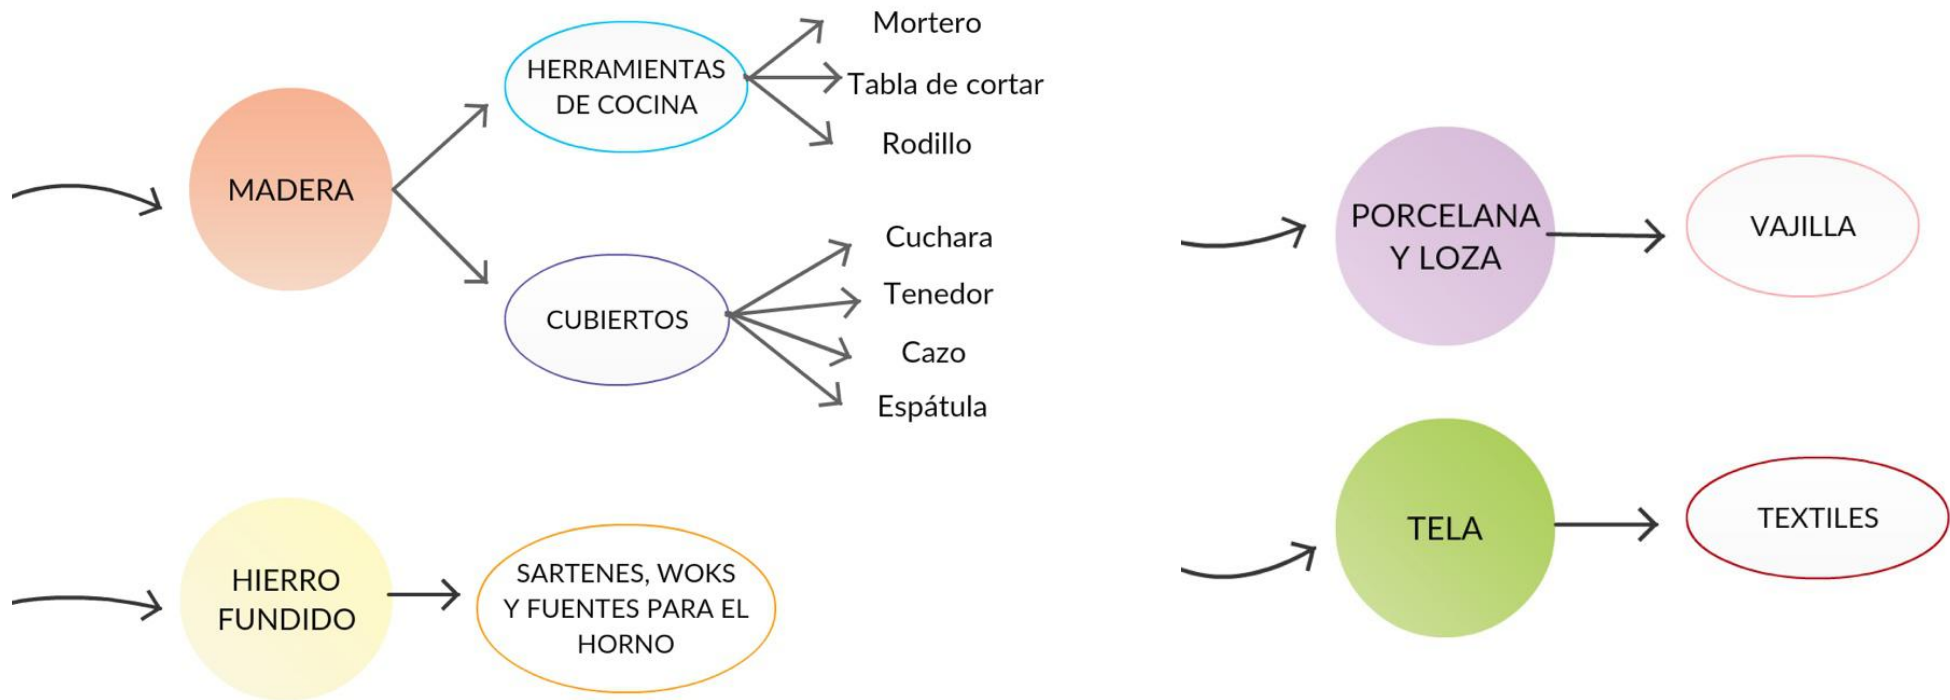 MADERA
HERRAMIENTAS
DE COCINA
Mortero
Tabla de cortar
Rodillo
CUBIERTOS
Cuchara
Tenedor
Cazo
Espátula
HIERRO
FUNDIDO
SARTENES, WOKS
Y FUENTES PARA EL
HORNO
PORCELANA
Y LOZA
VAJILLA
TELA
TEXTILES